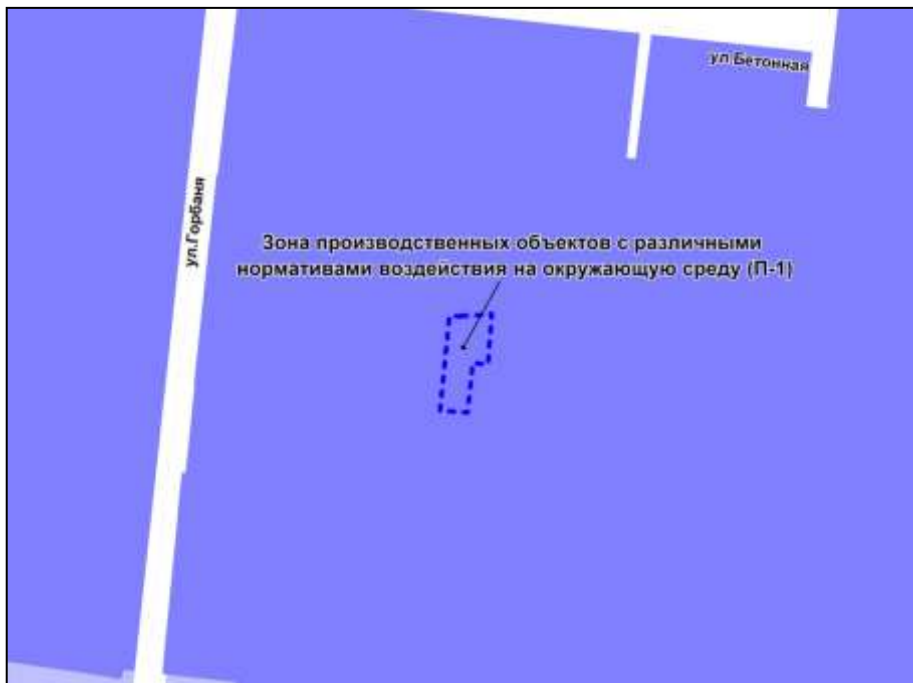 ул.Бетонная
ул.Горбаня
Зона производственных объектов с различными
нормативами воздействия на окружающую среду (П-1)